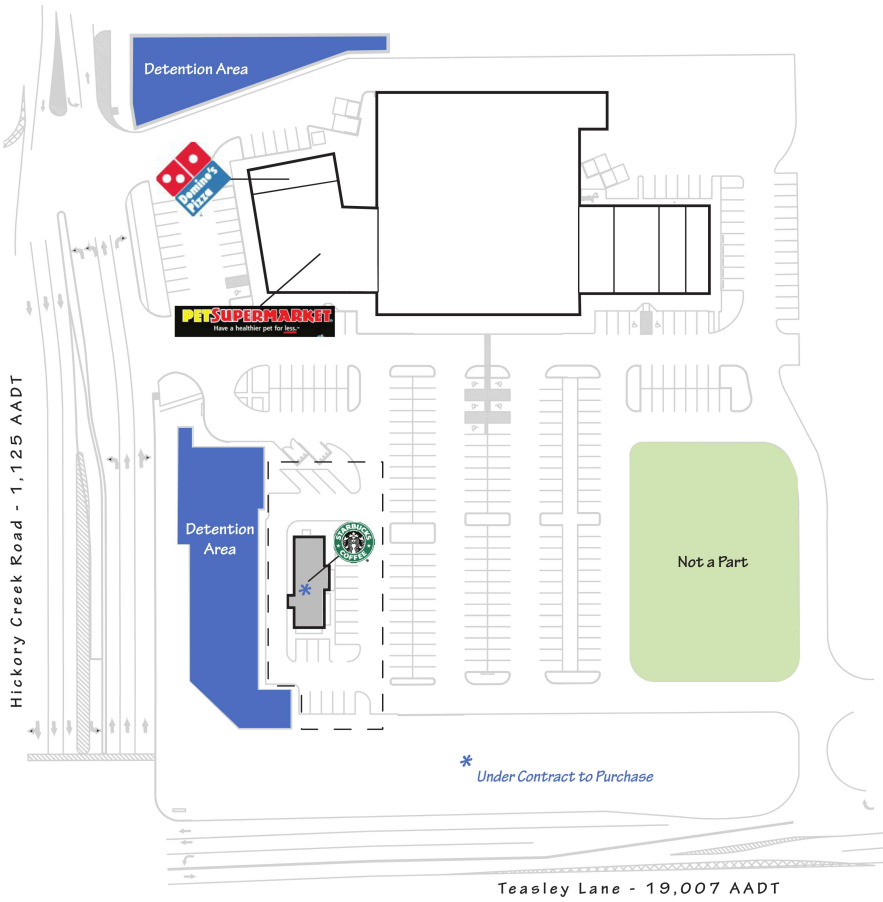 Detention Area
Domino's
Pizza
PETSUPERMARKET
Have a healthier pet for less.
Hickory Creek Road - 1,125 AADT
Detention
Area
STARBUCKS
COFFEE
Not a Part
*
* Under Contract to Purchase
Teasley Lane - 19,007 AADT